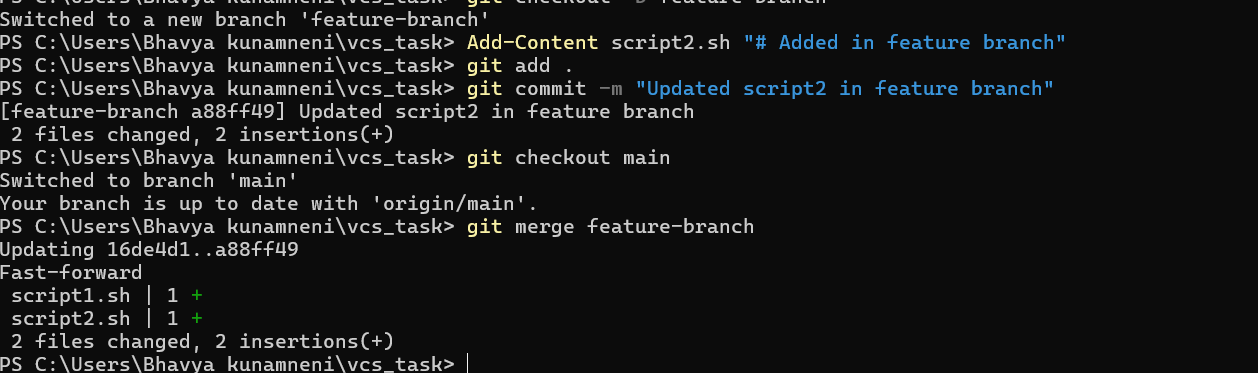 git checkout -b feature-branch
Switched to a new branch 'feature-branch'
PS C:\Users\Bhavya kunamneni\vcs_task> Add-Content script2.sh "# Added in feature branch"
PS C:\Users\Bhavya kunamneni\vcs_task> git add .
PS C:\Users\Bhavya kunamneni\vcs_task> git commit -m "Updated script2 in feature branch"
[feature-branch a88ff49] Updated script2 in feature branch
 2 files changed, 2 insertions(+)
PS C:\Users\Bhavya kunamneni\vcs_task> git checkout main
Switched to branch 'main'
Your branch is up to date with 'origin/main'.
PS C:\Users\Bhavya kunamneni\vcs_task> git merge feature-branch
Updating 16de4d1..a88ff49
Fast-forward
 script1.sh | 1 +
 script2.sh | 1 +
 2 files changed, 2 insertions(+)
PS C:\Users\Bhavya kunamneni\vcs_task>